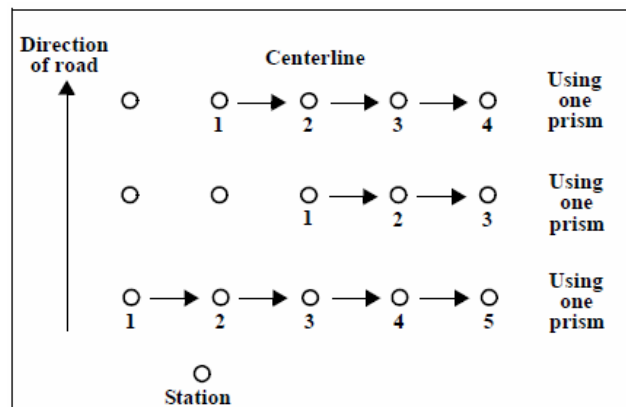 Direction
of road
Centerline
Using
one
prism
1 2 3 4
Using
one
prism
1 2 3
Using
one
prism
1 2 3 4 5
Station